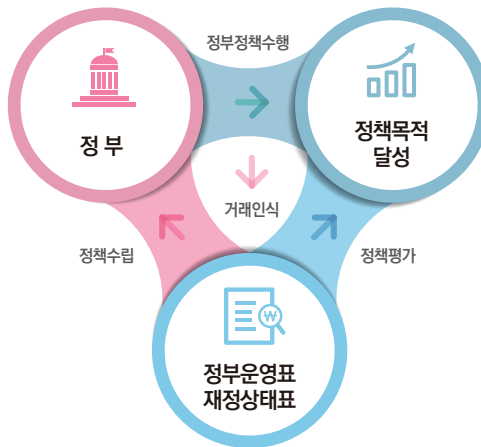 정부정책수행
정 부
정책목적
달성
거래인식
정책수립
정책평가
₩
정부운영표
재정상태표